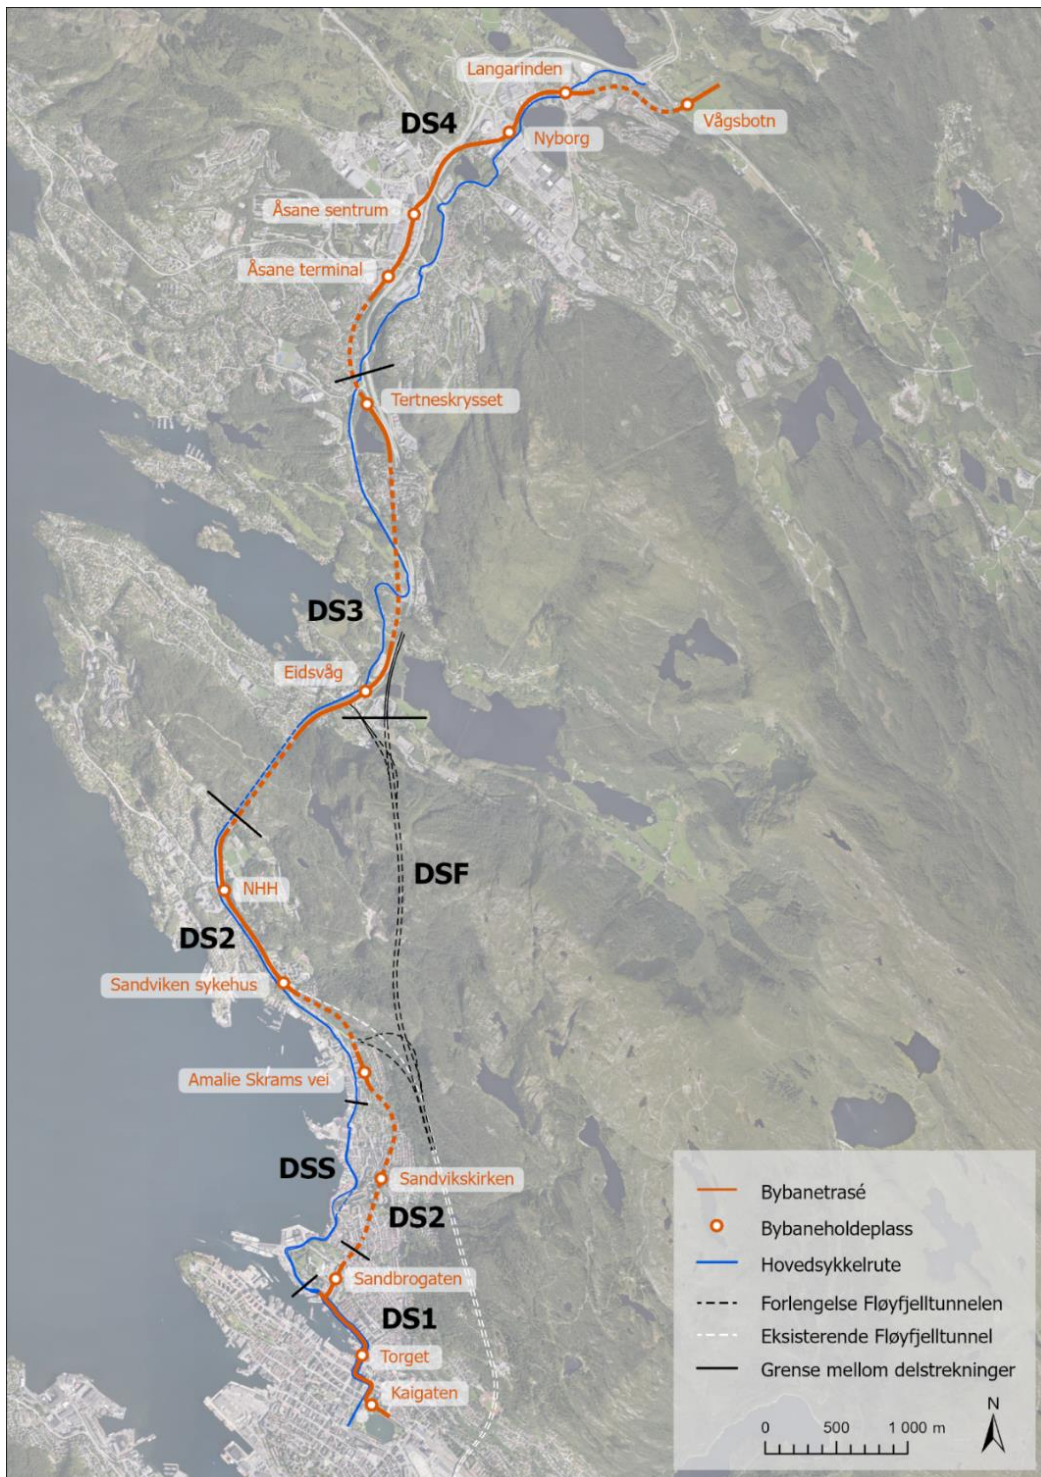 Langarinden
DS4
Vågsbotn
Nyborg
Åsane sentrum
Åsane terminal
Tertneskrysset
DS3
Eidsvåg
DSF
NHH
DS2
Sandviken sykehus
Amalie Skrams vei
DSS
Sandvikskirken
DS2
Sandbrogaten
DS1
Torget
Kaigaten
Bybanetrasé
Bybaneholdeplass
Hovedsykkelrute
Forlengelse Fløyfjelltunnelen
Eksisterende Fløyfjelltunnel
Grense mellom delstrekninger
N
0 500 1 000 m